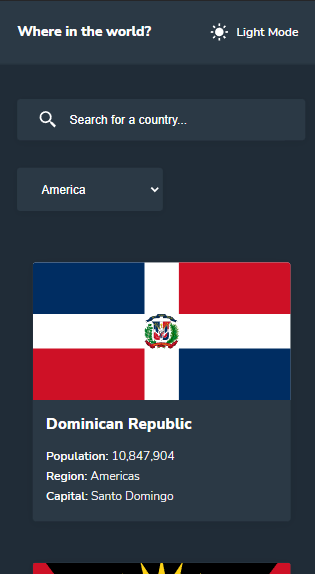 Where in the world?
Light Mode
Search for a country...
America
Dominican Republic
Population: 10,847,904
Region: Americas
Capital: Santo Domingo